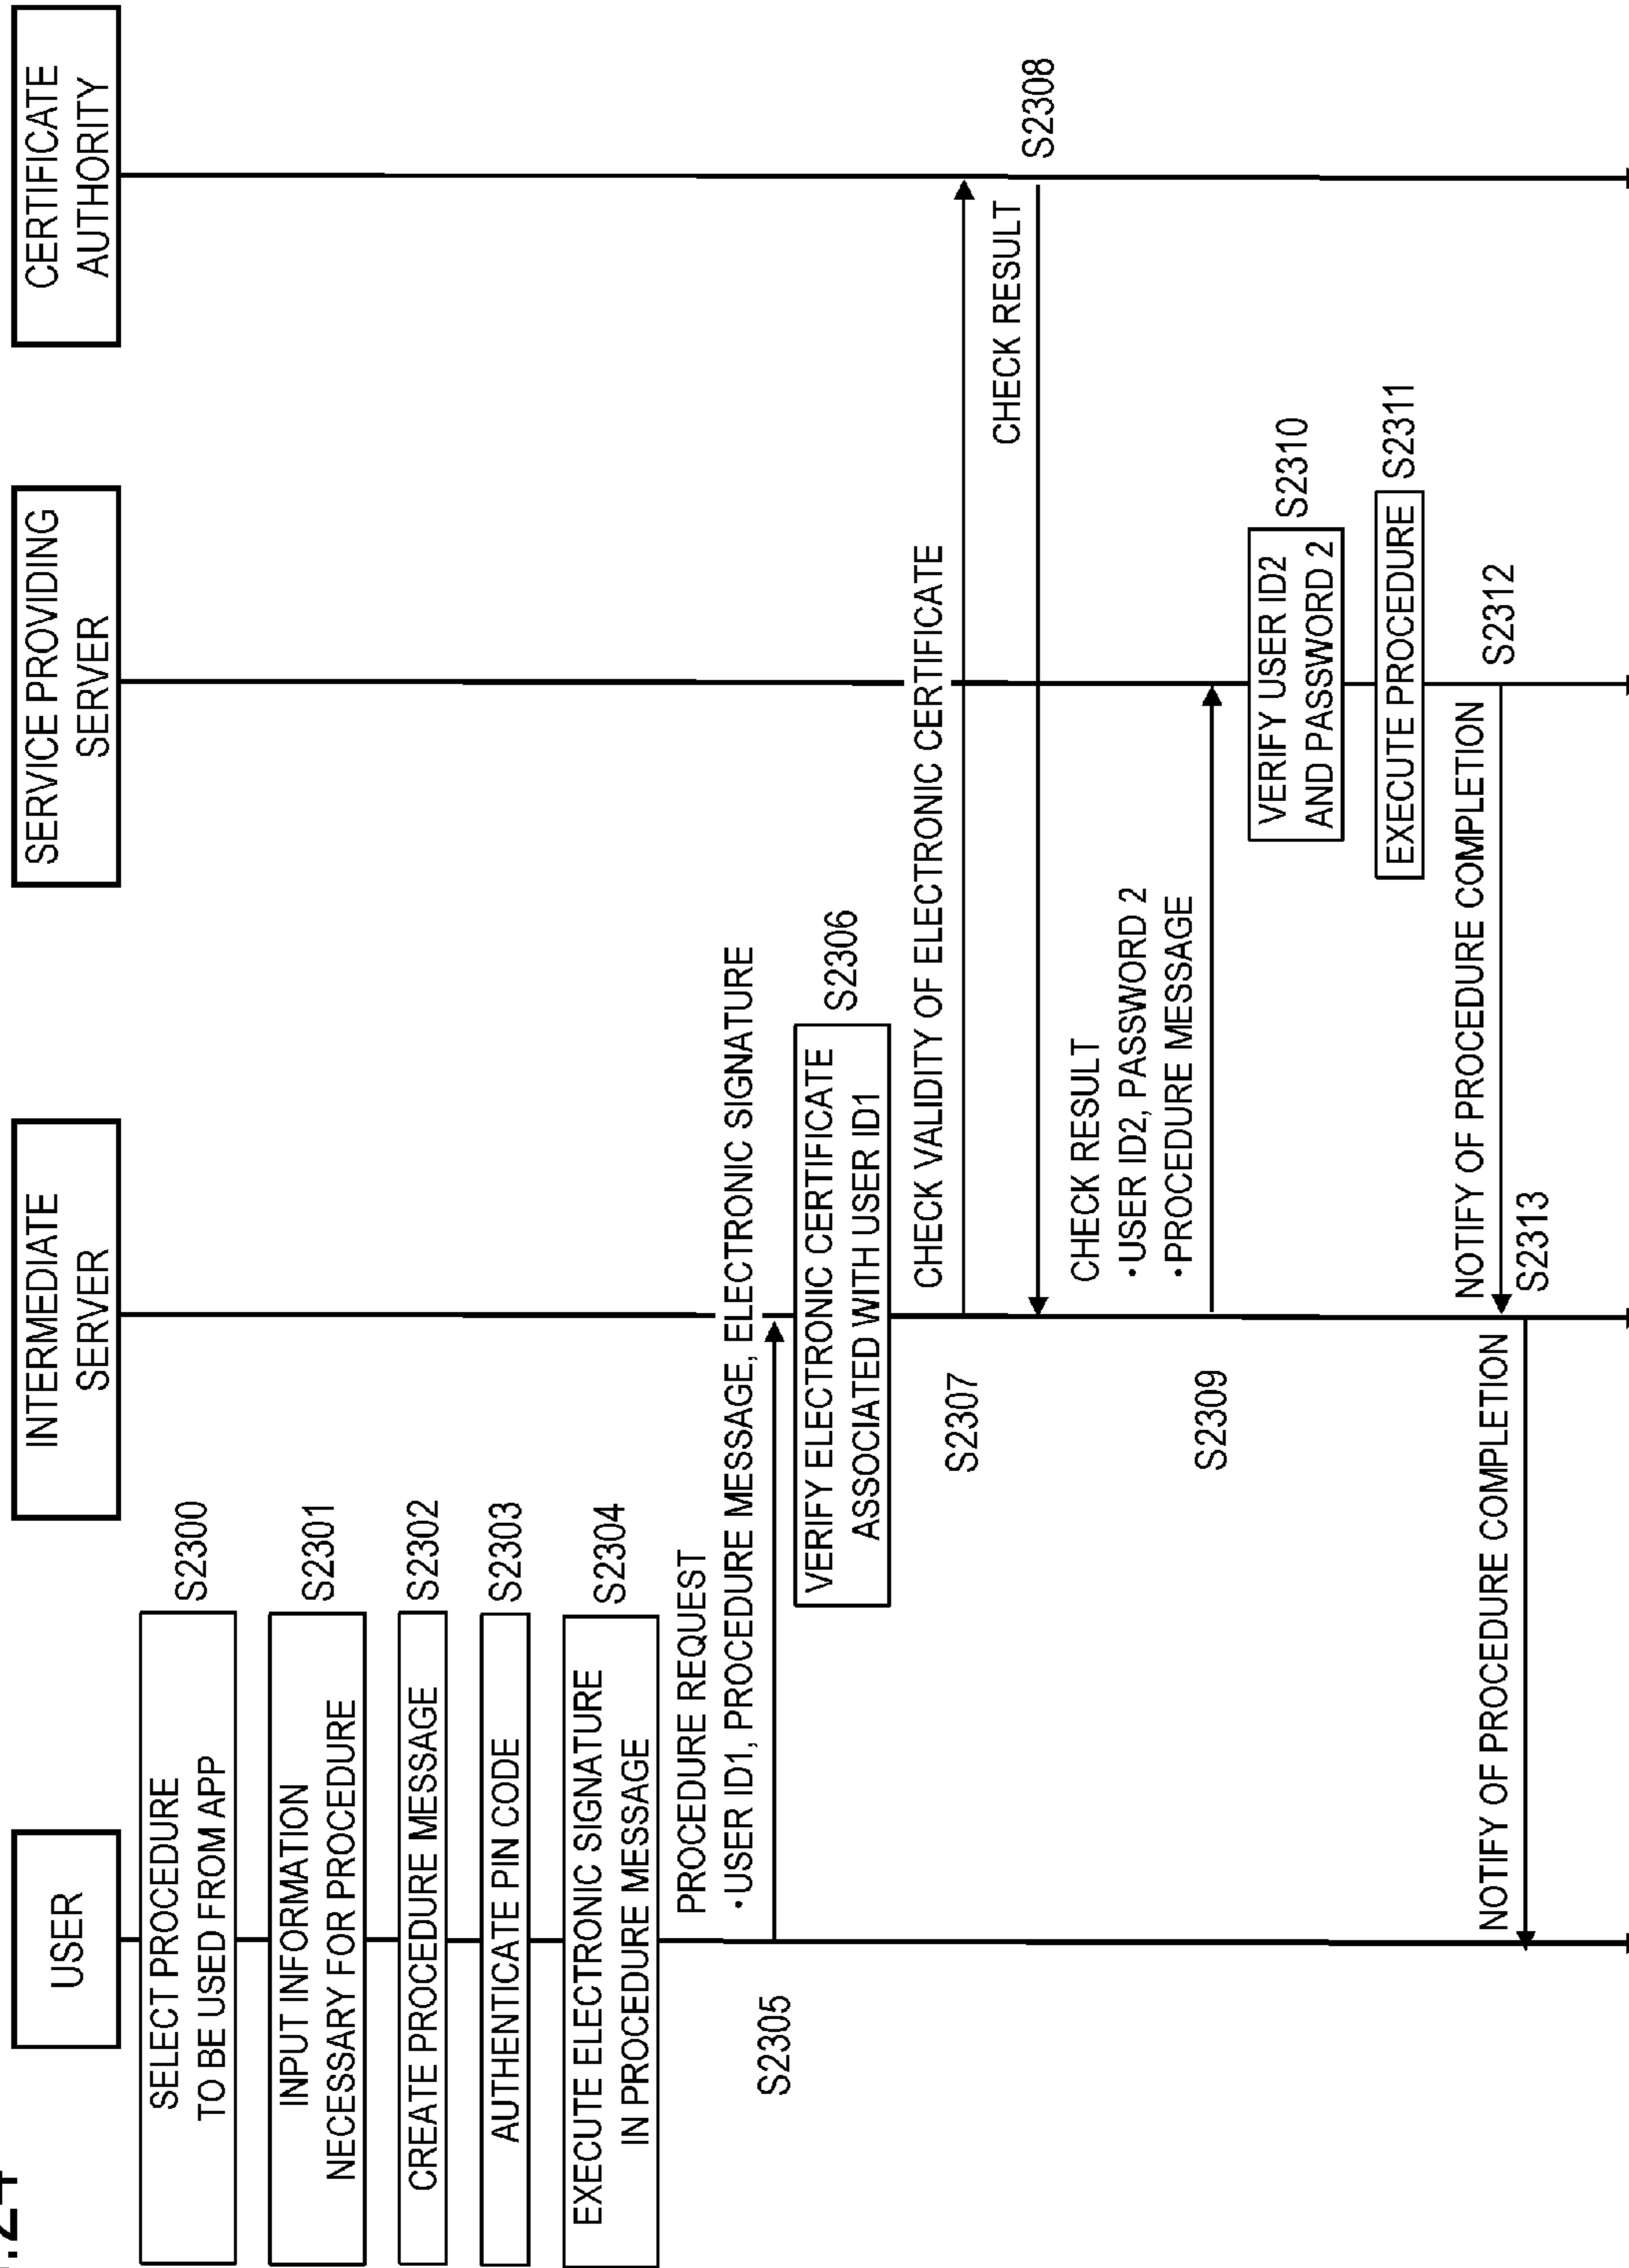 .24
USER
INTERMEDIATE
SERVER
SERVICE PROVIDING
SERVER
CERTIFICATE
AUTHORITY
SELECT PROCEDURE
TO BE USED FROM APP
S2300
INPUT INFORMATION
NECESSARY FOR PROCEDURE
S2301
CREATE PROCEDURE MESSAGE
S2302
AUTHENTICATE PIN CODE
S2303
EXECUTE ELECTRONIC SIGNATURE
IN PROCEDURE MESSAGE
S2304
PROCEDURE REQUEST
・USER ID1, PROCEDURE MESSAGE, ELECTRONIC SIGNATURE
S2305
VERIFY ELECTRONIC CERTIFICATE
ASSOCIATED WITH USER ID1
S2306
CHECK VALIDITY OF ELECTRONIC CERTIFICATE
S2307
CHECK RESULT
S2308
CHECK RESULT
・USER ID2, PASSWORD 2
・PROCEDURE MESSAGE
S2309
VERIFY USER ID2
AND PASSWORD 2
S2310
EXECUTE PROCEDURE
S2311
NOTIFY OF PROCEDURE COMPLETION
S2312
NOTIFY OF PROCEDURE COMPLETION
S2313